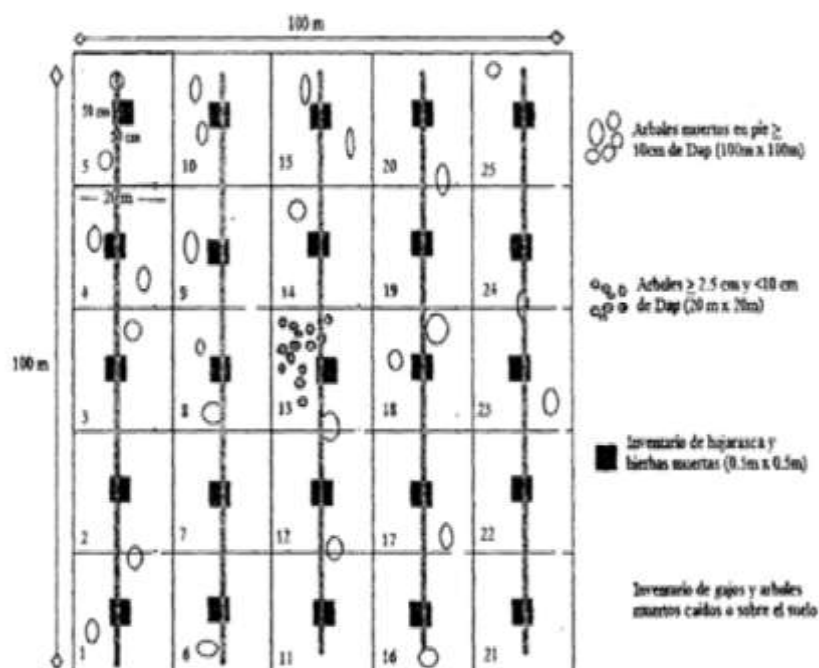 100 m
50 cm
50 cm
5
10
15
20
25
20 m
4
9
14
19
24
100 m
3
8
13
18
23
2
7
12
17
22
1
6
11
16
21
Arboles muertos en pie ≥
10cm de Dap (100m x 100m)
Arboles ≥ 2.5 cm y <10 cm
de Dap (20 m x 20m)
Inventario de hojarasca y
hierbas muertas (0.5m x 0.5m)
Inventario de gajos y arboles
muertos caidos o sobre el suelo